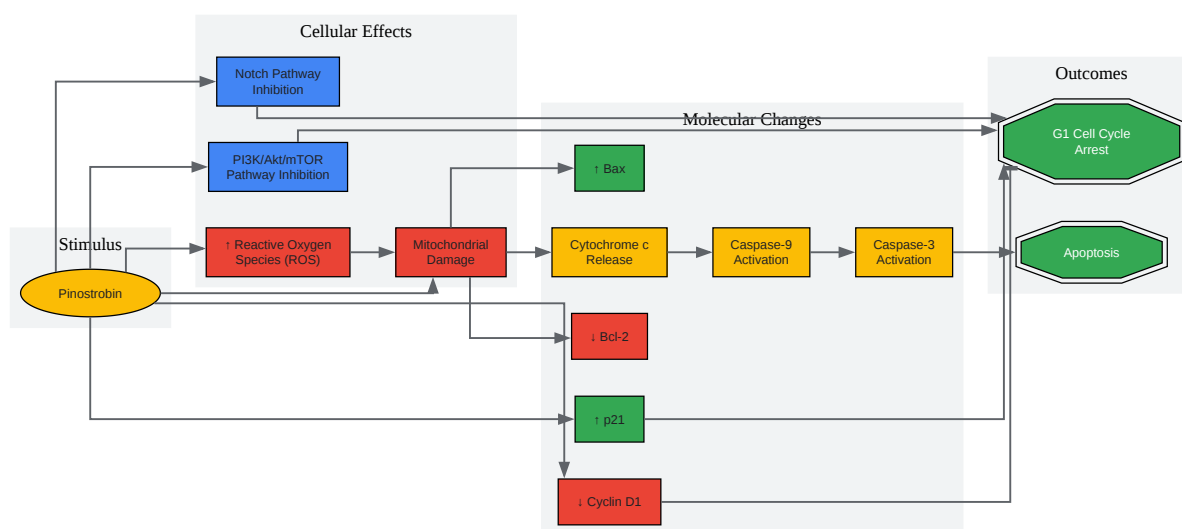 Cellular Effects
Notch Pathway
Inhibition
PI3K/Akt/mTOR
Pathway Inhibition
↑ Reactive Oxygen
Species (ROS)
Mitochondrial
Damage
Stimulus
Pinostrobin
Molecular Changes
↑ Bax
Cytochrome c
Release
Caspase-9
Activation
Caspase-3
Activation
↓ Bcl-2
↑ p21
↓ Cyclin D1
Outcomes
G1 Cell Cycle
Arrest
Apoptosis